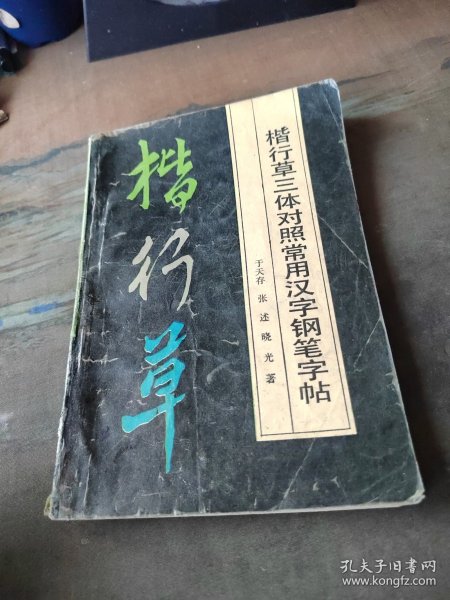 楷行草三体对照常用汉字钢笔字帖
于天存 张述 晓光 著
楷行草
孔夫子旧书网
www.kongfz.com